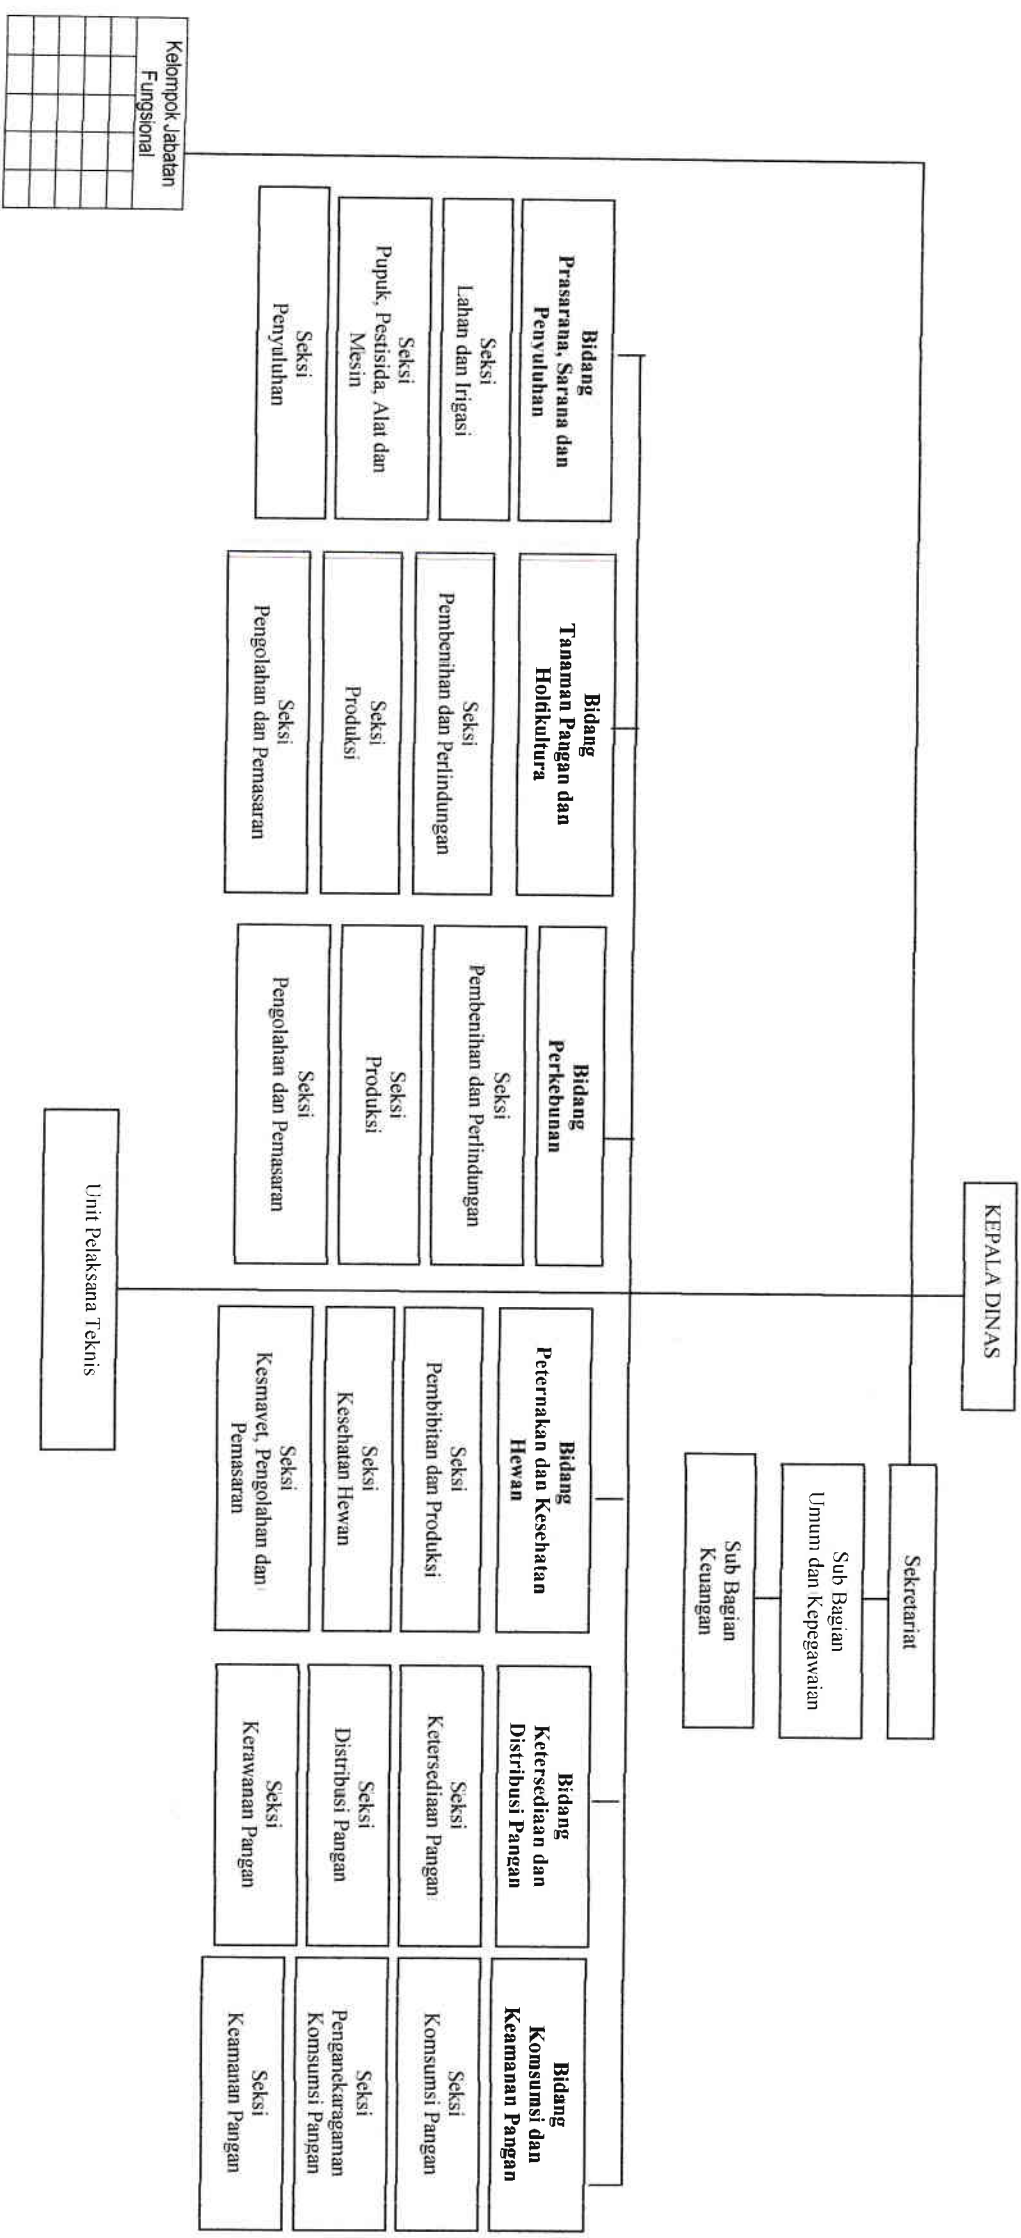 KEPALA DINAS
Sekretariat
Sub Bagian
Umum dan Kepegawaian
Sub Bagian
Keuangan
Kelompok Jabatan
Fungsional
Bidang
Prasarana, Sarana dan
Penyuluhan
Seksi
Lahan dan Irigasi
Seksi
Pupuk, Pestisida, Alat dan
Mesin
Seksi
Penyuluhan
Bidang
Tanaman Pangan dan
Holtikultura
Seksi
Pembenihan dan Perlindungan
Seksi
Produksi
Seksi
Pengolahan dan Pemasaran
Bidang
Perkebunan
Seksi
Pembenihan dan Perlindungan
Seksi
Produksi
Seksi
Pengolahan dan Pemasaran
Bidang
Peternakan dan Kesehatan
Hewan
Seksi
Pembibitan dan Produksi
Seksi
Kesehatan Hewan
Seksi
Kesmavet, Pengolahan dan
Pemasaran
Bidang
Ketersediaan dan
Distribusi Pangan
Seksi
Ketersediaan Pangan
Seksi
Distribusi Pangan
Seksi
Kerawanan Pangan
Bidang
Komsumsi dan
Keamanan Pangan
Seksi
Komsumsi Pangan
Seksi
Penganekaragaman
Komsumsi Pangan
Seksi
Keamanan Pangan
Unit Pelaksana Teknis